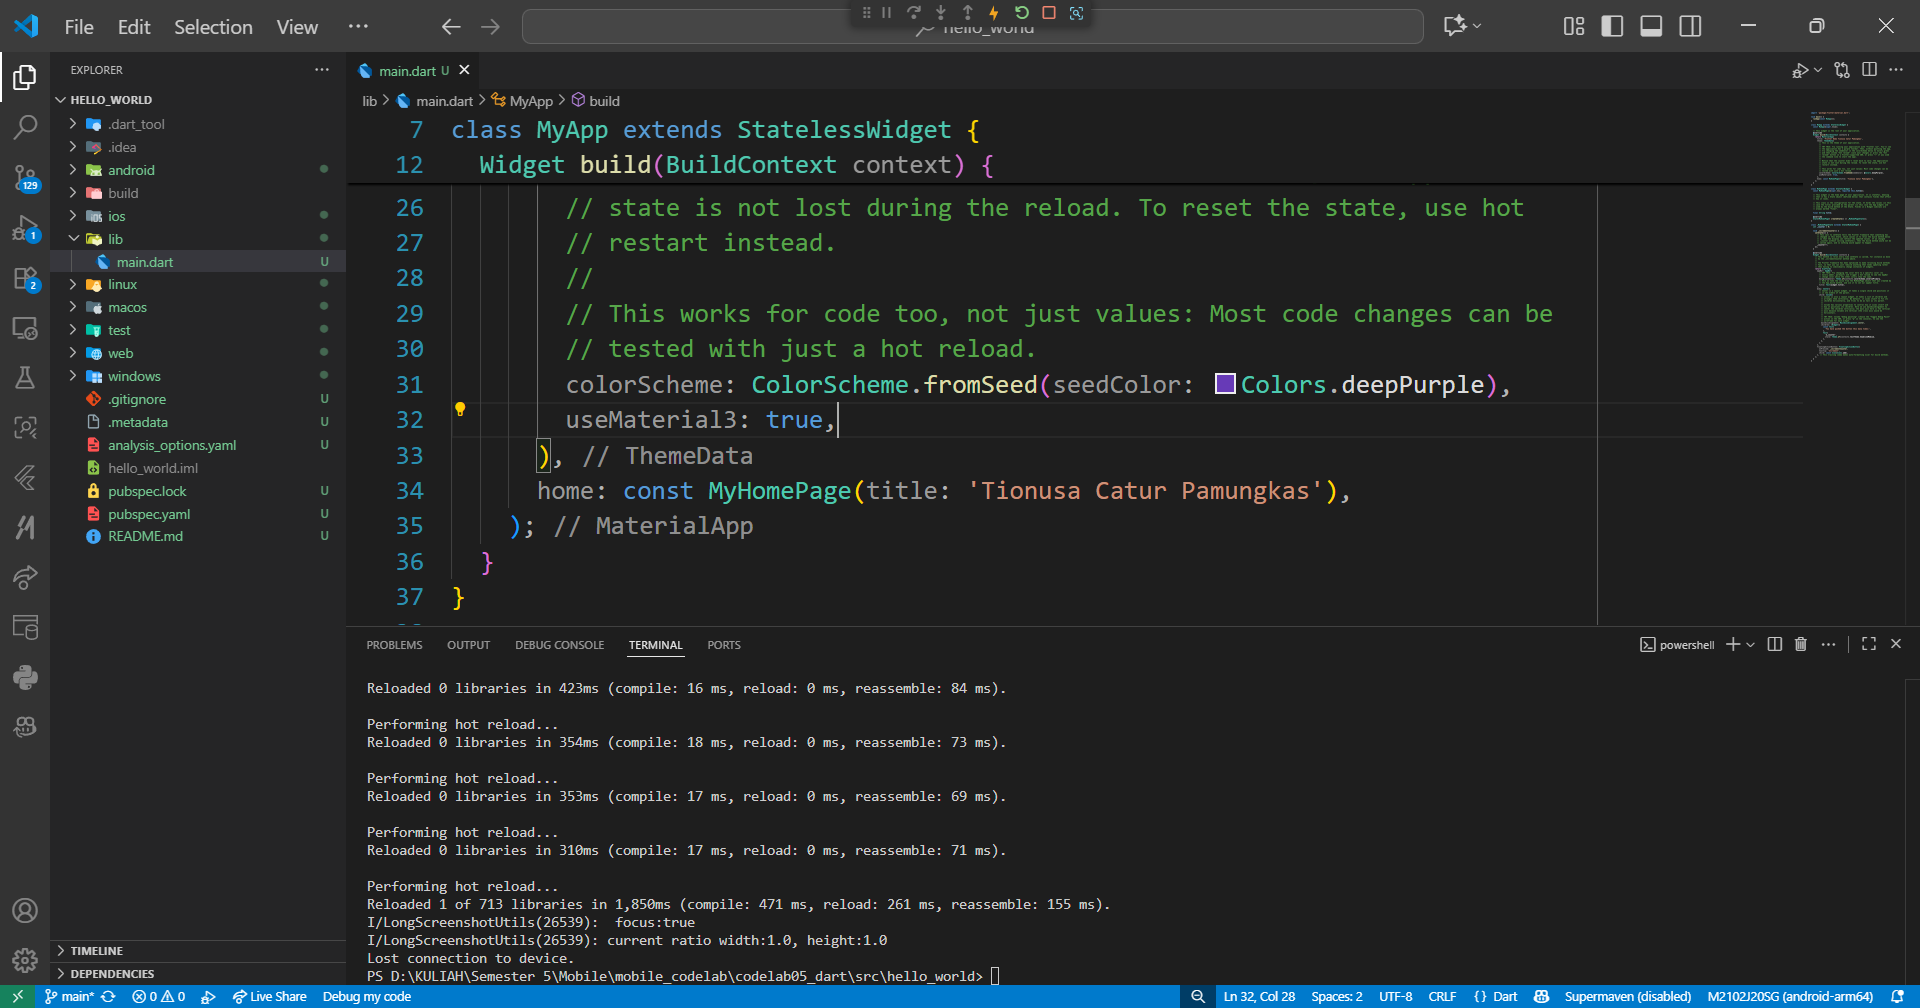 File Edit Selection View ···
hello_world
EXPLORER
HELLO_WORLD
.dart_tool
.idea
android
build
ios
lib
main.dart U
linux
macos
test
web
windows
.gitignore U
.metadata U
analysis_options.yaml U
hello_world.iml
pubspec.lock U
pubspec.yaml U
README.md U
TIMELINE
DEPENDENCIES
129
1
2
main.dart U
lib > main.dart > MyApp > build
7 class MyApp extends StatelessWidget {
12 Widget build(BuildContext context) {
26 // state is not lost during the reload. To reset the state, use hot
27 // restart instead.
28 //
29 // This works for code too, not just values: Most code changes can be
30 // tested with just a hot reload.
31 colorScheme: ColorScheme.fromSeed(seedColor: Colors.deepPurple),
32 useMaterial3: true,
33 ), // ThemeData
34 home: const MyHomePage(title: 'Tionusa Catur Pamungkas'),
35 ); // MaterialApp
36 }
37 }
PROBLEMS OUTPUT DEBUG CONSOLE TERMINAL PORTS
powershell
Reloaded 0 libraries in 423ms (compile: 16 ms, reload: 0 ms, reassemble: 84 ms).
Performing hot reload...
Reloaded 0 libraries in 354ms (compile: 18 ms, reload: 0 ms, reassemble: 73 ms).
Performing hot reload...
Reloaded 0 libraries in 353ms (compile: 17 ms, reload: 0 ms, reassemble: 69 ms).
Performing hot reload...
Reloaded 0 libraries in 310ms (compile: 17 ms, reload: 0 ms, reassemble: 71 ms).
Performing hot reload...
Reloaded 1 of 713 libraries in 1,850ms (compile: 471 ms, reload: 261 ms, reassemble: 155 ms).
I/LongScreenshotUtils(26539):  focus:true
I/LongScreenshotUtils(26539): current ratio width:1.0, height:1.0
Lost connection to device.
PS D:\KULIAH\Semester 5\Mobile\mobile_codelab\codelab05_dart\src\hello_world>
main* 0 0 Live Share Debug my code Ln 32, Col 28 Spaces: 2 UTF-8 CRLF {} Dart Supermaven (disabled) M2102J20SG (android-arm64)